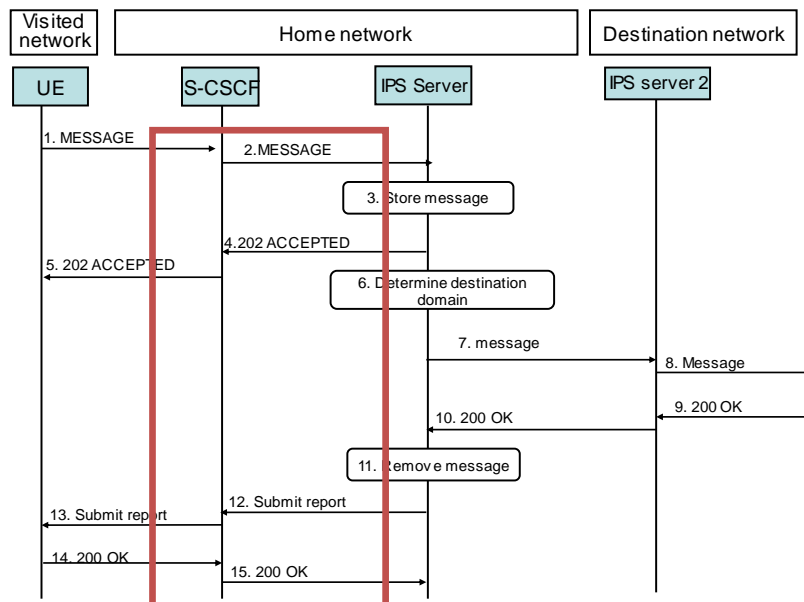 Visited
network
Home network
Destination network
UE
S-CSCF
IPS Server
IPS server 2
1. MESSAGE
2.MESSAGE
3. Store message
4.202 ACCEPTED
5. 202 ACCEPTED
6. Determine destination
domain
7. message
8. Message
9. 200 OK
10. 200 OK
11. Remove message
12. Submit report
13. Submit report
14. 200 OK
15. 200 OK